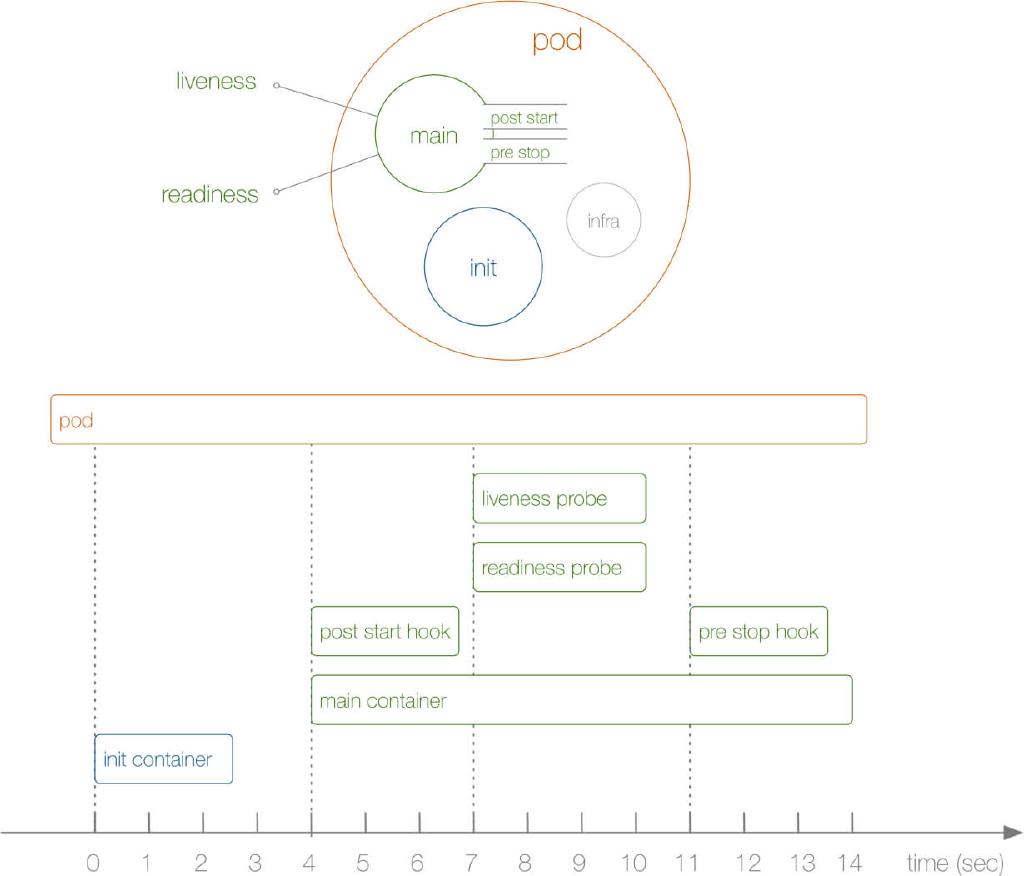 pod
liveness
main
post start
pre stop
readiness
infra
init
pod
liveness probe
readiness probe
post start hook
pre stop hook
main container
init container
0 1 2 3 4 5 6 7 8 9 10 11 12 13 14 time (sec)